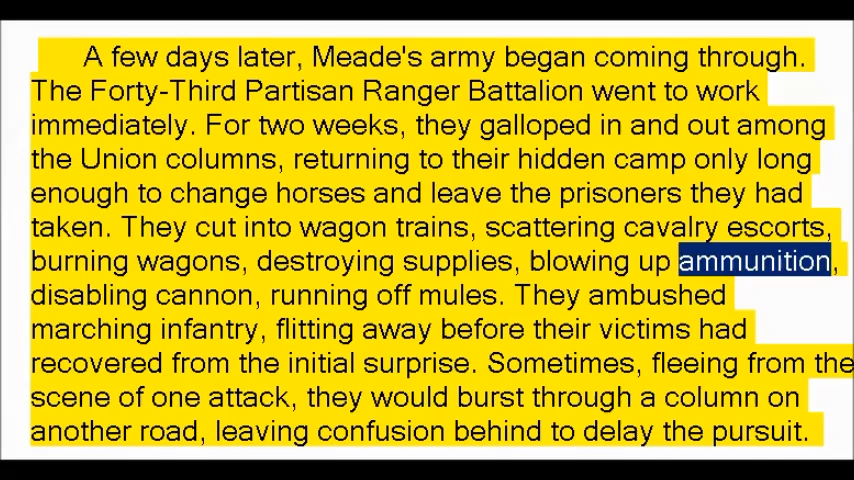 A few days later, Meade's army began coming through.
The Forty-Third Partisan Ranger Battalion went to work
immediately. For two weeks, they galloped in and out among
the Union columns, returning to their hidden camp only long
enough to change horses and leave the prisoners they had
taken. They cut into wagon trains, scattering cavalry escorts,
burning wagons, destroying supplies, blowing up ammunition,
disabling cannon, running off mules. They ambushed
marching infantry, flitting away before their victims had
recovered from the initial surprise. Sometimes, fleeing from the
scene of one attack, they would burst through a column on
another road, leaving confusion behind to delay the pursuit.